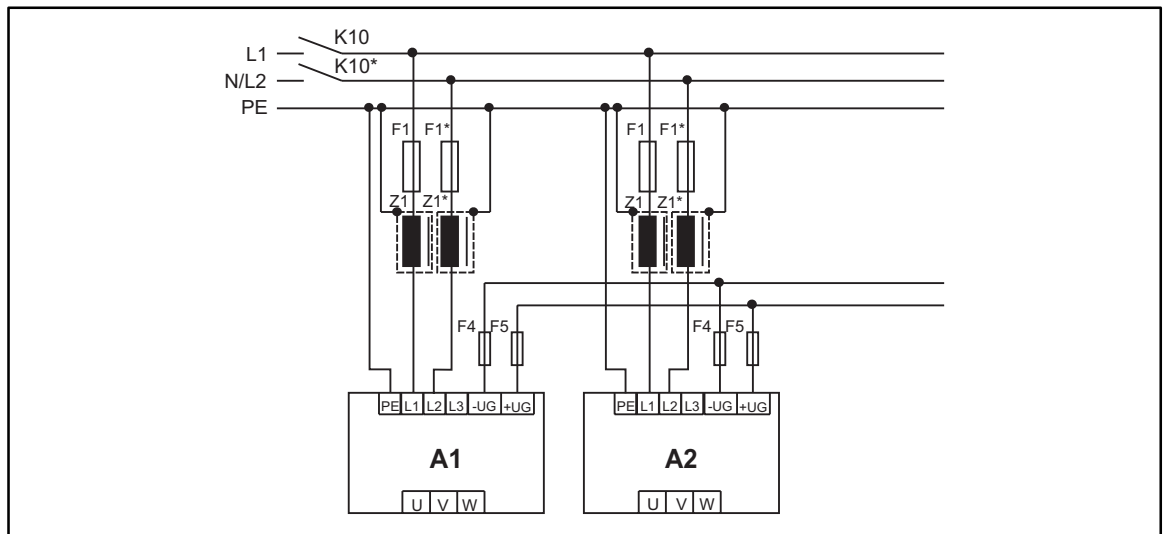 L1 K10
N/L2 K10*
PE
F1 F1* F1 F1*
Z1 Z1* Z1 Z1*
F4 F5 F4 F5
PE L1 L2 L3 -UG +UG PE L1 L2 L3 -UG +UG
A1 A2
U V W U V W